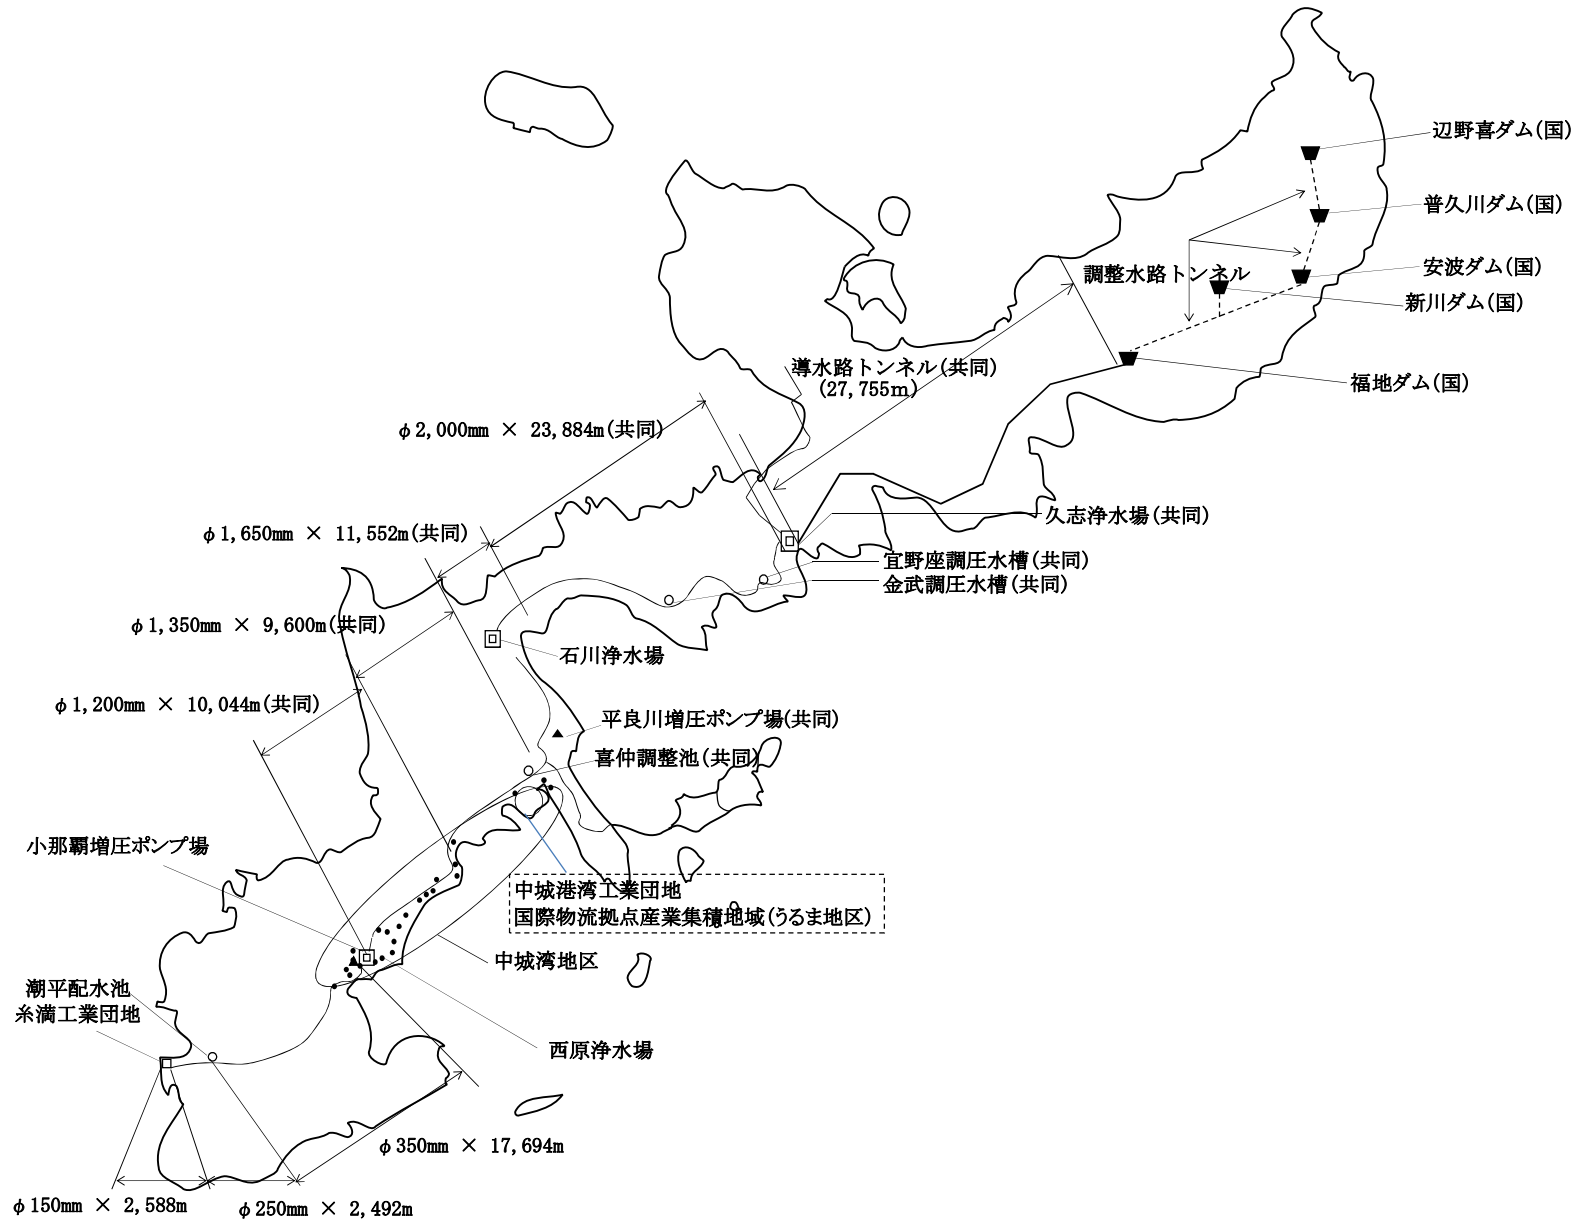 辺野喜ダム(国)
普久川ダム(国)
安波ダム(国)
調整水路トンネル
新川ダム(国)
導水路トンネル(共同)
(27,755m)
福地ダム(国)
φ2,000mm × 23,884m(共同)
φ1,650mm × 11,552m(共同)
久志浄水場(共同)
宜野座調圧水槽(共同)
金武調圧水槽(共同)
φ1,350mm × 9,600m(共同)
石川浄水場
φ1,200mm × 10,044m(共同)
平良川増圧ポンプ場(共同)
喜仲調整池(共同)
小那覇増圧ポンプ場
中城港湾工業団地
国際物流拠点産業集積地域(うるま地区)
中城湾地区
潮平配水池
糸満工業団地
西原浄水場
φ350mm × 17,694m
φ150mm × 2,588m
φ250mm × 2,492m